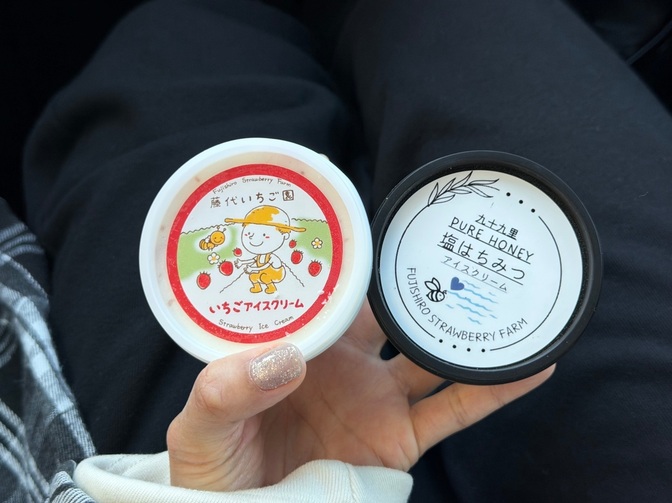 Fujishiro Strawberry Farm
藤代いちご園
いちごアイスクリーム
Strawberry Ice Cream
九十九里
PURE HONEY
塩はちみつ
アイスクリーム
FUJISHIRO STRAWBERRY FARM